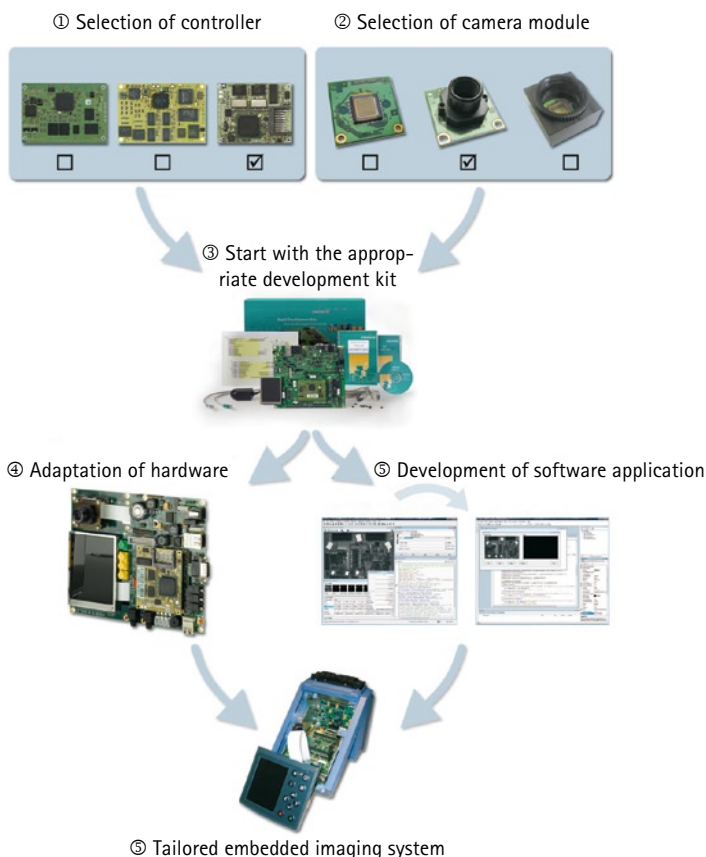 ① Selection of controller
② Selection of camera module
③ Start with the approp-
riate development kit
④ Adaptation of hardware
⑤ Development of software application
⑤ Tailored embedded imaging system